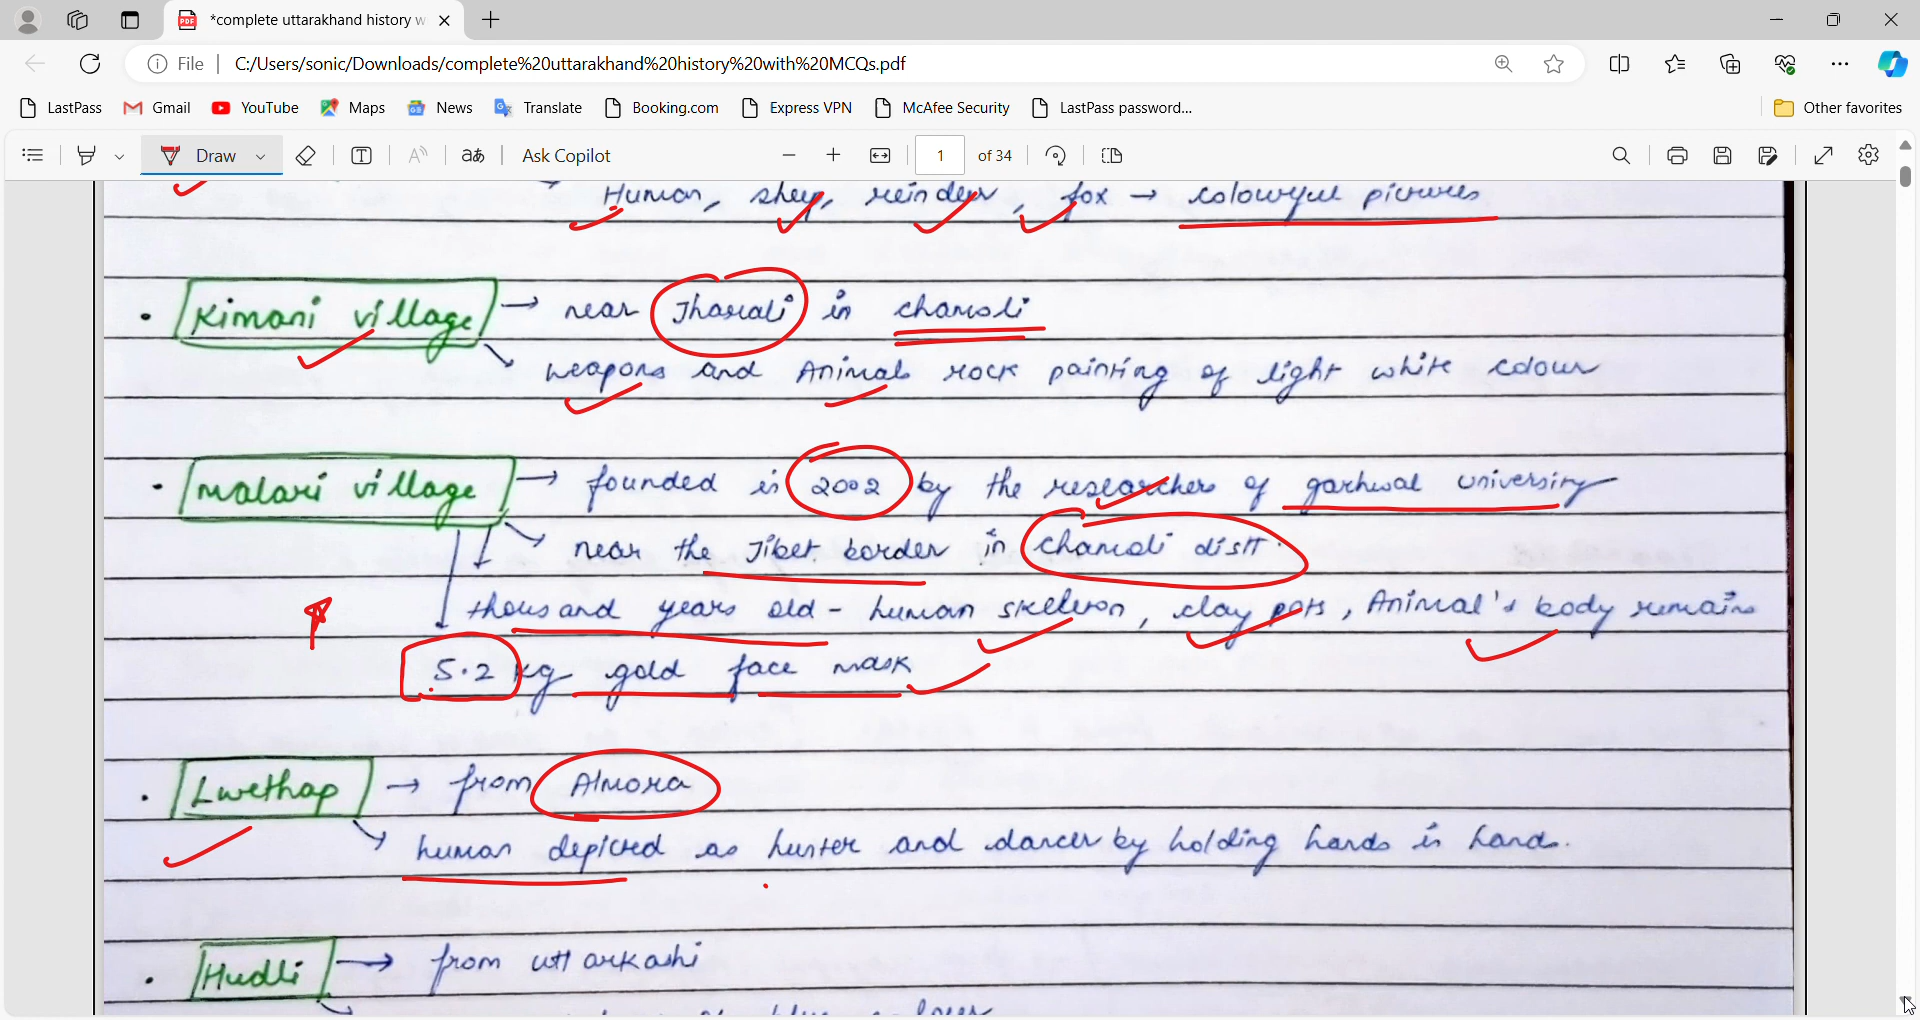 *complete uttarakhand history w
File | C:/Users/sonic/Downloads/complete%20uttarakhand%20history%20with%20MCQs.pdf
LastPass Gmail YouTube Maps News Translate Booking.com Express VPN McAfee Security LastPass password... Other favorites
Draw Ask Copilot 1 of 34
Human, shep, reindeer, fox → colourful pictures
• Kimani village → near Tharali in chamoli
weapons and Animals rock painting of light white colour
• Malari village → founded in 2002 by the researchers of garhwal university
near the Tibet border in chamoli distt.
thousand years old - human skeleton, clay pots, Animal's body remains
5.2 kg gold face mask
• Lwethap → from Almora
human depicted as hunter and dancer by holding hands in hand.
• Hudli → from uttarkashi